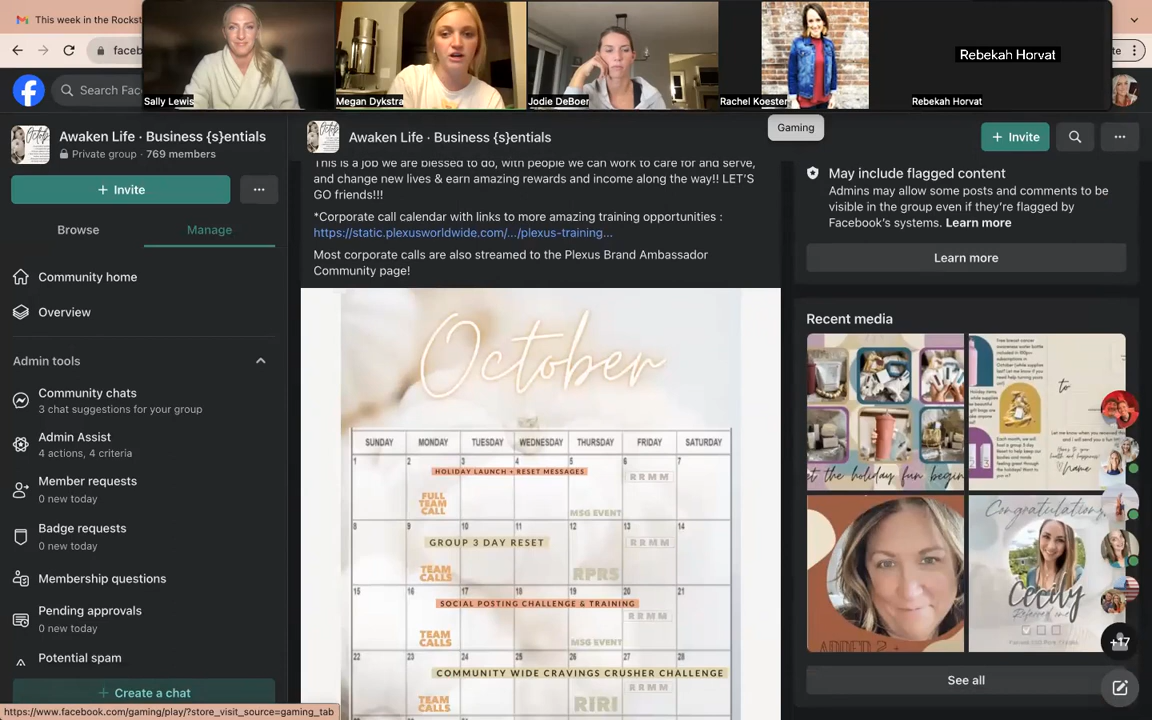 This week in the Rockst
faceb
Search Fac
Sally Lewis
Megan Dykstra
Jodie DeBoer
Rachel Koester
Rebekah Horvat
Rebekah Horvat
Gaming
Awaken Life · Business {s}entials
Private group · 769 members
+ Invite
Browse
Manage
Community home
Overview
Admin tools
Community chats
3 chat suggestions for your group
Admin Assist
4 actions, 4 criteria
Member requests
0 new today
Badge requests
0 new today
Membership questions
Pending approvals
0 new today
Potential spam
+ Create a chat
https://www.facebook.com/gaming/play/?store_visit_source=gaming_tab
Awaken Life · Business {s}entials
+ Invite
This is a job we are blessed to do, with people we can work to care for and serve,
and change new lives & earn amazing rewards and income along the way!! LET'S
GO friends!!!
*Corporate call calendar with links to more amazing training opportunities :
https://static.plexusworldwide.com/.../plexus-training...
Most corporate calls are also streamed to the Plexus Brand Ambassador
Community page!
October
SUNDAY MONDAY TUESDAY WEDNESDAY THURSDAY FRIDAY SATURDAY
1 2 3 4 5 6 7
HOLIDAY LAUNCH + RESET MESSAGES
RRMM
FULL
TEAM
CALL
MSG EVENT
8 9 10 11 12 13 14
GROUP 3 DAY RESET
RRMM
TEAM
CALLS
RPRS
15 16 17 18 19 20 21
SOCIAL POSTING CHALLENGE & TRAINING
RRMM
TEAM
CALLS
MSG EVENT
22 23 24 25 26 27 28
COMMUNITY WIDE CRAVINGS CRUSHER CHALLENGE
RRMM
TEAM
CALLS
RIRI
May include flagged content
Admins may allow some posts and comments to be
visible in the group even if they're flagged by
Facebook's systems. Learn more
Learn more
Recent media
let the holiday fun begin
to
Name
ADDED 2 +
Congratulations
Cecily
Referred one
+17
See all